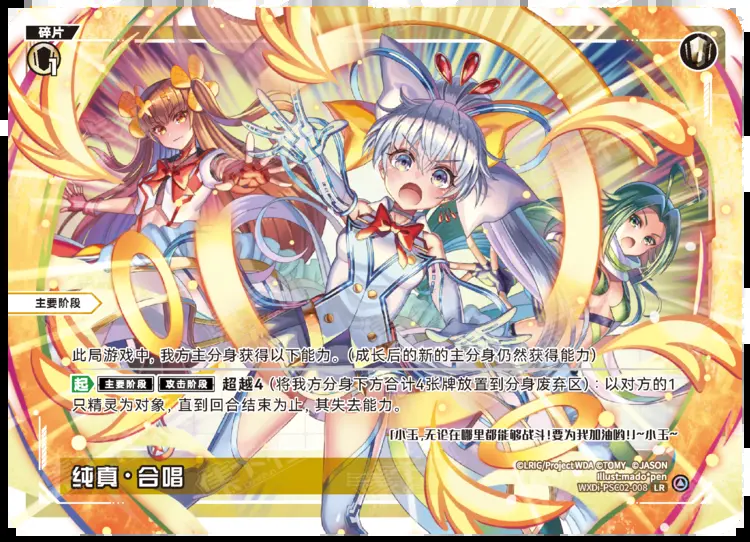 碎片
1
主要阶段
此局游戏中, 我方主分身获得以下能力。(成长后的新的主分身仍然获得能力)
起 主要阶段 攻击阶段 超越4 (将我方分身下方合计4张牌放置到分身废弃区) : 以对方的1
只精灵为对象, 直到回合结束为止, 其失去能力。
「小玉,无论在哪里都能够战斗!要为我加油哟!」~小玉~
纯真·合唱
©LRIG/Project WDA ©TOMY ©JASON
Illust:mado*pen
WXDi-PSC02-008 LR